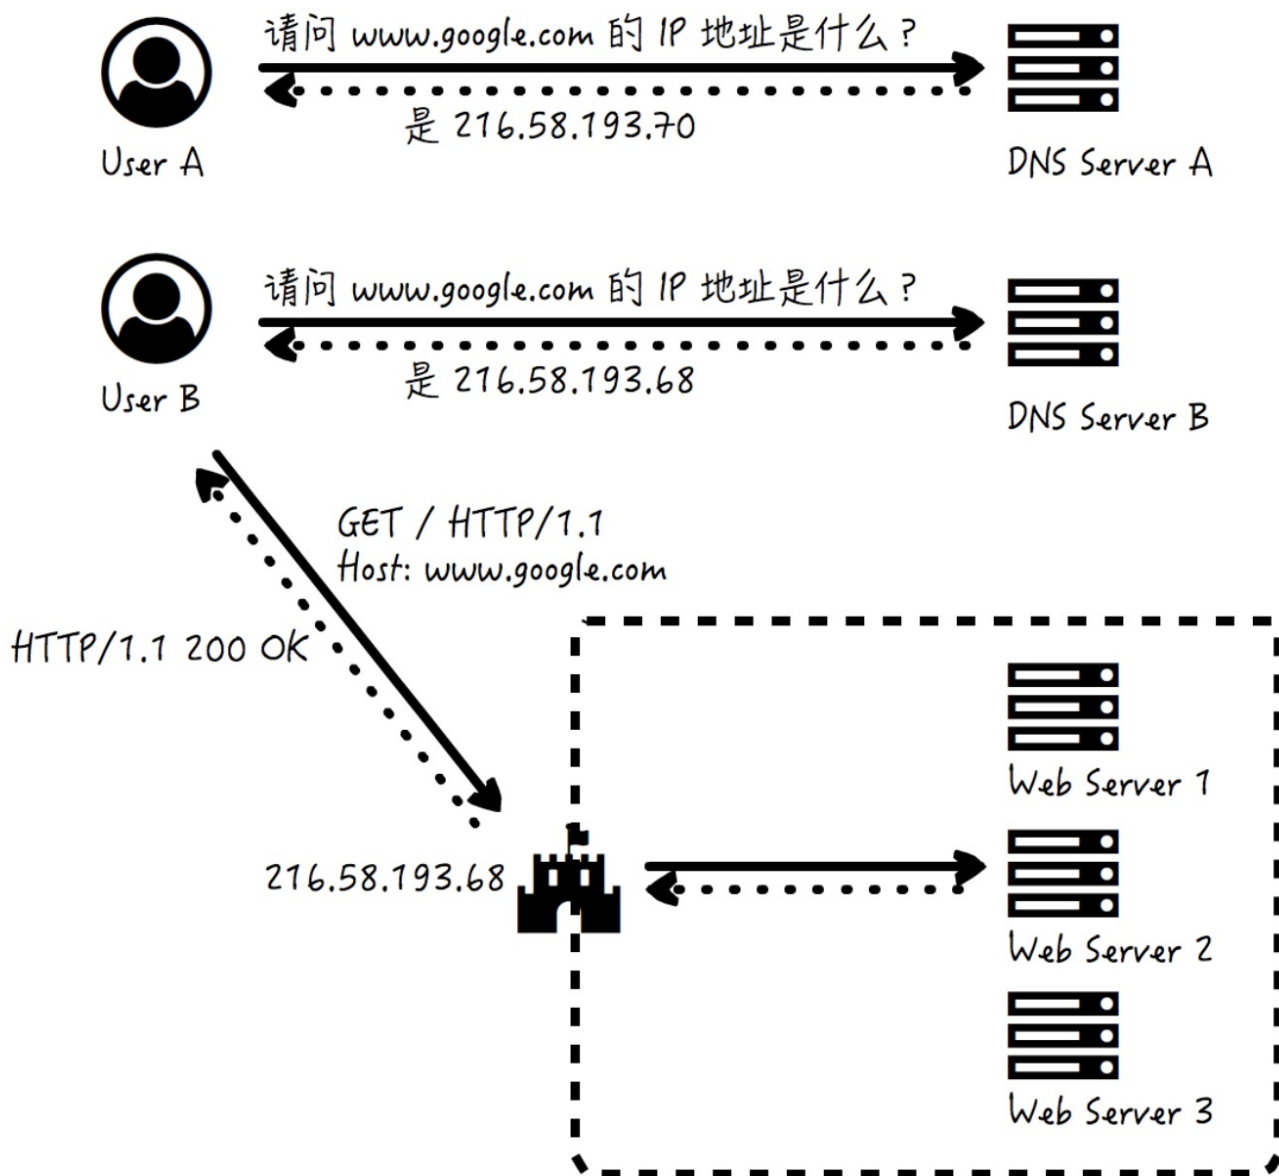 请问 www.google.com 的 IP 地址是什么？
是 216.58.193.70
User A
DNS Server A
请问 www.google.com 的 IP 地址是什么？
是 216.58.193.68
User B
DNS Server B
GET / HTTP/1.1
Host: www.google.com
HTTP/1.1 200 OK
Web Server 1
216.58.193.68
Web Server 2
Web Server 3